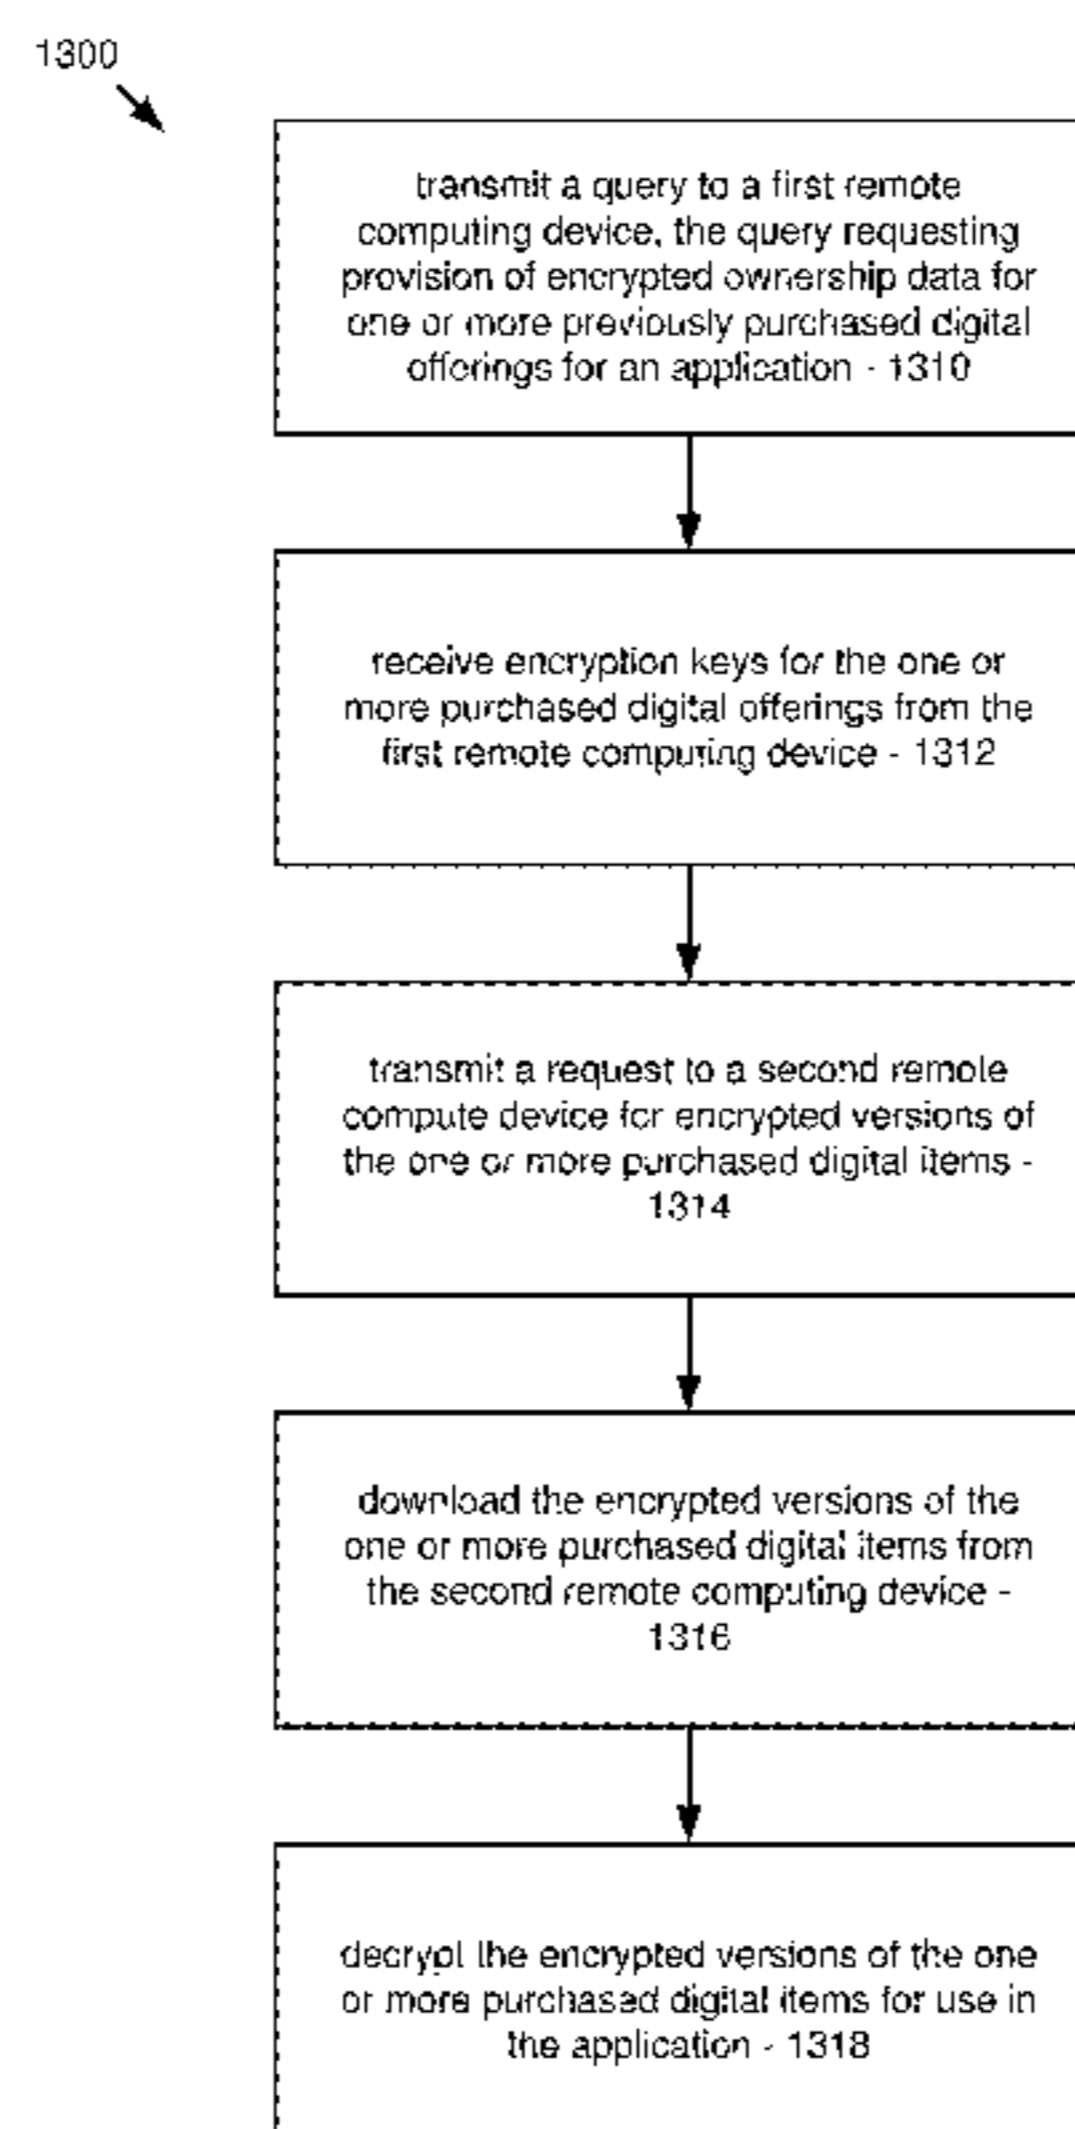 1300
transmit a query to a first remote
computing device, the query requesting
provision of encrypted ownership data for
one or more previously purchased digital
offerings for an application - 1310
receive encryption keys for the one or
more purchased digital offerings from the
first remote computing device - 1312
transmit a request to a second remote
compute device for encrypted versions of
the one or more purchased digital items -
1314
download the encrypted versions of the
one or more purchased digital items from
the second remote computing device -
1316
decrypt the encrypted versions of the one
or more purchased digital items for use in
the application - 1318